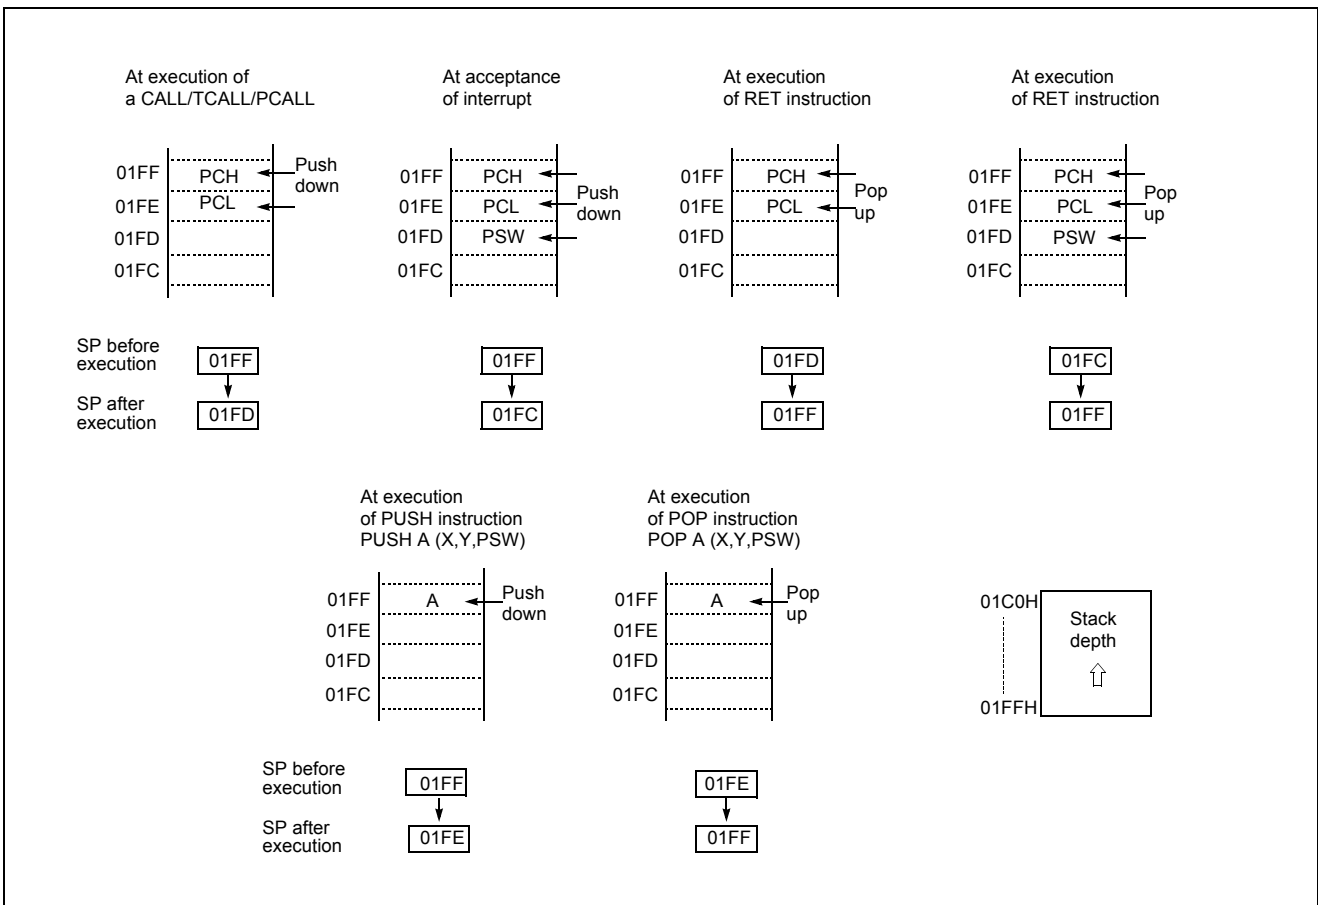 At execution of
a CALL/TCALL/PCALL
01FF
PCH
Push
down
01FE
PCL
01FD
01FC
SP before
execution
01FF
SP after
execution
01FD
At acceptance
of interrupt
01FF
PCH
01FE
PCL
Push
down
01FD
PSW
01FC
01FF
01FC
At execution
of RET instruction
01FF
PCH
01FE
PCL
Pop
up
01FD
01FC
01FD
01FF
At execution
of RET instruction
01FF
PCH
01FE
PCL
Pop
up
01FD
PSW
01FC
01FC
01FF
At execution
of PUSH instruction
PUSH A (X,Y,PSW)
01FF
A
Push
down
01FE
01FD
01FC
SP before
execution
01FF
SP after
execution
01FE
At execution
of POP instruction
POP A (X,Y,PSW)
01FF
A
Pop
up
01FE
01FD
01FC
01FE
01FF
01C0H
Stack
depth
01FFH